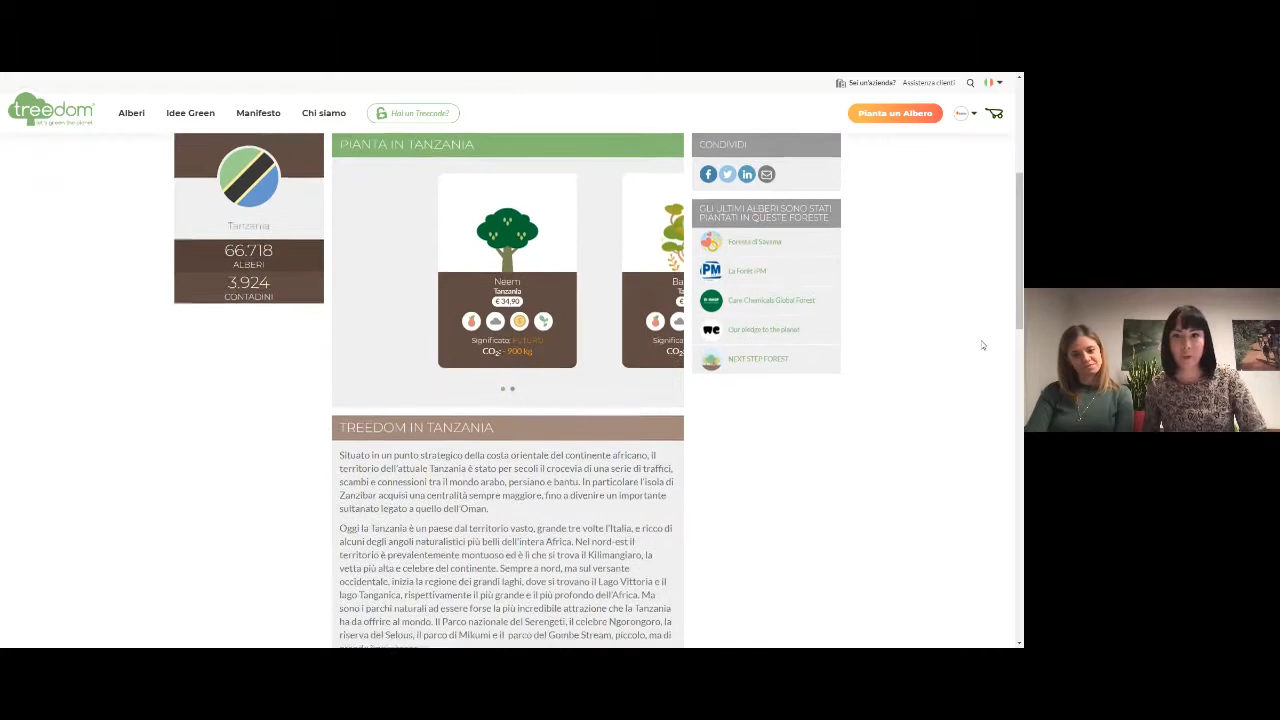 Sei un'azienda?
Assistenza clienti
treedom
let's green the planet
Alberi
Idee Green
Manifesto
Chi siamo
Hai un Treecode?
Pianta un Albero
Tanzania
66.718
ALBERI
3.924
CONTADINI
PIANTA IN TANZANIA
Neem
Tanzania
€ 34,90
Significato: FUTURO
CO₂: - 900 kg
Ba
Ta
€
Signific
CO₂
TREEDOM IN TANZANIA
Situato in un punto strategico della costa orientale del continente africano, il
territorio dell'attuale Tanzania è stato per secoli il crocevia di una serie di traffici,
scambi e connessioni tra il mondo arabo, persiano e bantu. In particolare l'isola di
Zanzibar acquisì una centralità sempre maggiore, fino a divenire un importante
sultanato legato a quello dell'Oman.
Oggi la Tanzania è un paese dal territorio vasto, grande tre volte l'Italia, e ricco di
alcuni degli angoli naturalistici più belli dell'intera Africa. Nel nord-est il
territorio è prevalentemente montuoso ed è lì che si trova il Kilimangiaro, la
vetta più alta e celebre del continente. Sempre a nord, ma sul versante
occidentale, inizia la regione dei grandi laghi, dove si trovano il Lago Vittoria e il
lago Tanganica, rispettivamente il più grande e il più profondo dell'Africa. Ma
sono i parchi naturali ad essere forse la più incredibile attrazione che la Tanzania
ha da offrire al mondo. Il Parco nazionale del Serengeti, il celebre Ngorongoro, la
riserva del Selous, il parco di Mikumi e il parco del Gombe Stream, piccolo, ma di
CONDIVIDI
GLI ULTIMI ALBERI SONO STATI
PIANTATI IN QUESTE FORESTE
Foresta di Savama
iPM
La Forêt iPM
Care Chemicals Global Forest
we
Our pledge to the planet
NEXT STEP FOREST